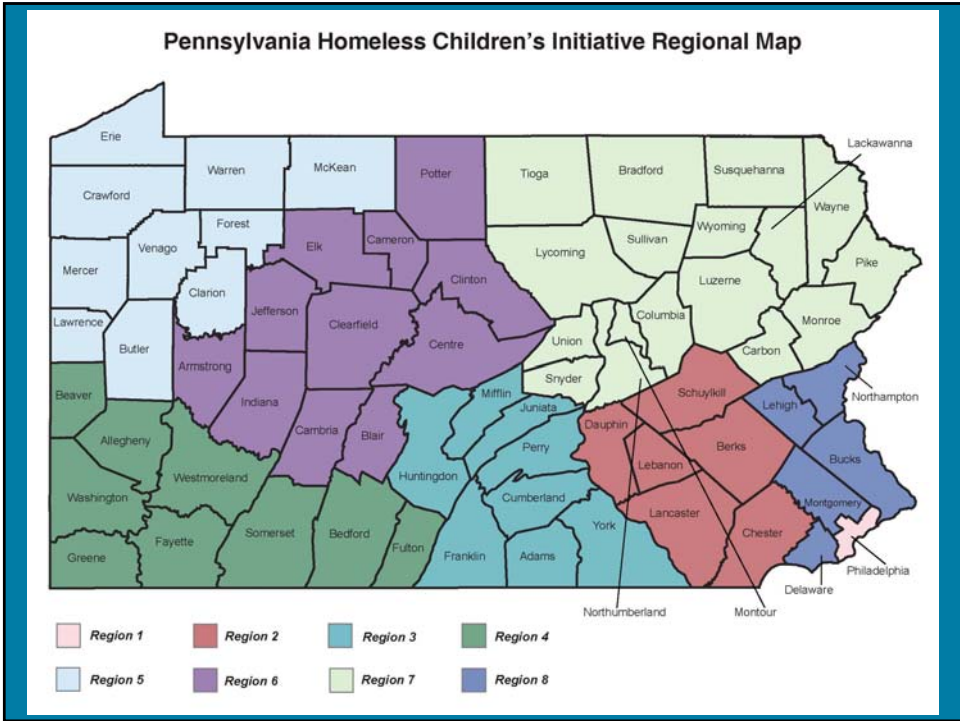 Pennsylvania Homeless Children's Initiative Regional Map
Erie
Warren
McKean
Potter
Tioga
Bradford
Susquehanna
Lackawanna
Crawford
Wayne
Forest
Venago
Elk
Cameron
Lycoming
Sullivan
Wyoming
Mercer
Clarion
Clinton
Luzerne
Pike
Lawrence
Butler
Jefferson
Clearfield
Centre
Columbia
Monroe
Armstrong
Union
Carbon
Snyder
Beaver
Indiana
Mifflin
Juniata
Schuylkill
Northampton
Allegheny
Cambria
Blair
Perry
Dauphin
Lehigh
Berks
Westmoreland
Huntingdon
Lebanon
Bucks
Washington
Cumberland
Lancaster
Montgomery
Greene
Fayette
Somerset
Bedford
Fulton
Franklin
Adams
York
Chester
Philadelphia
Delaware
Northumberland
Montour
Region 1
Region 2
Region 3
Region 4
Region 5
Region 6
Region 7
Region 8